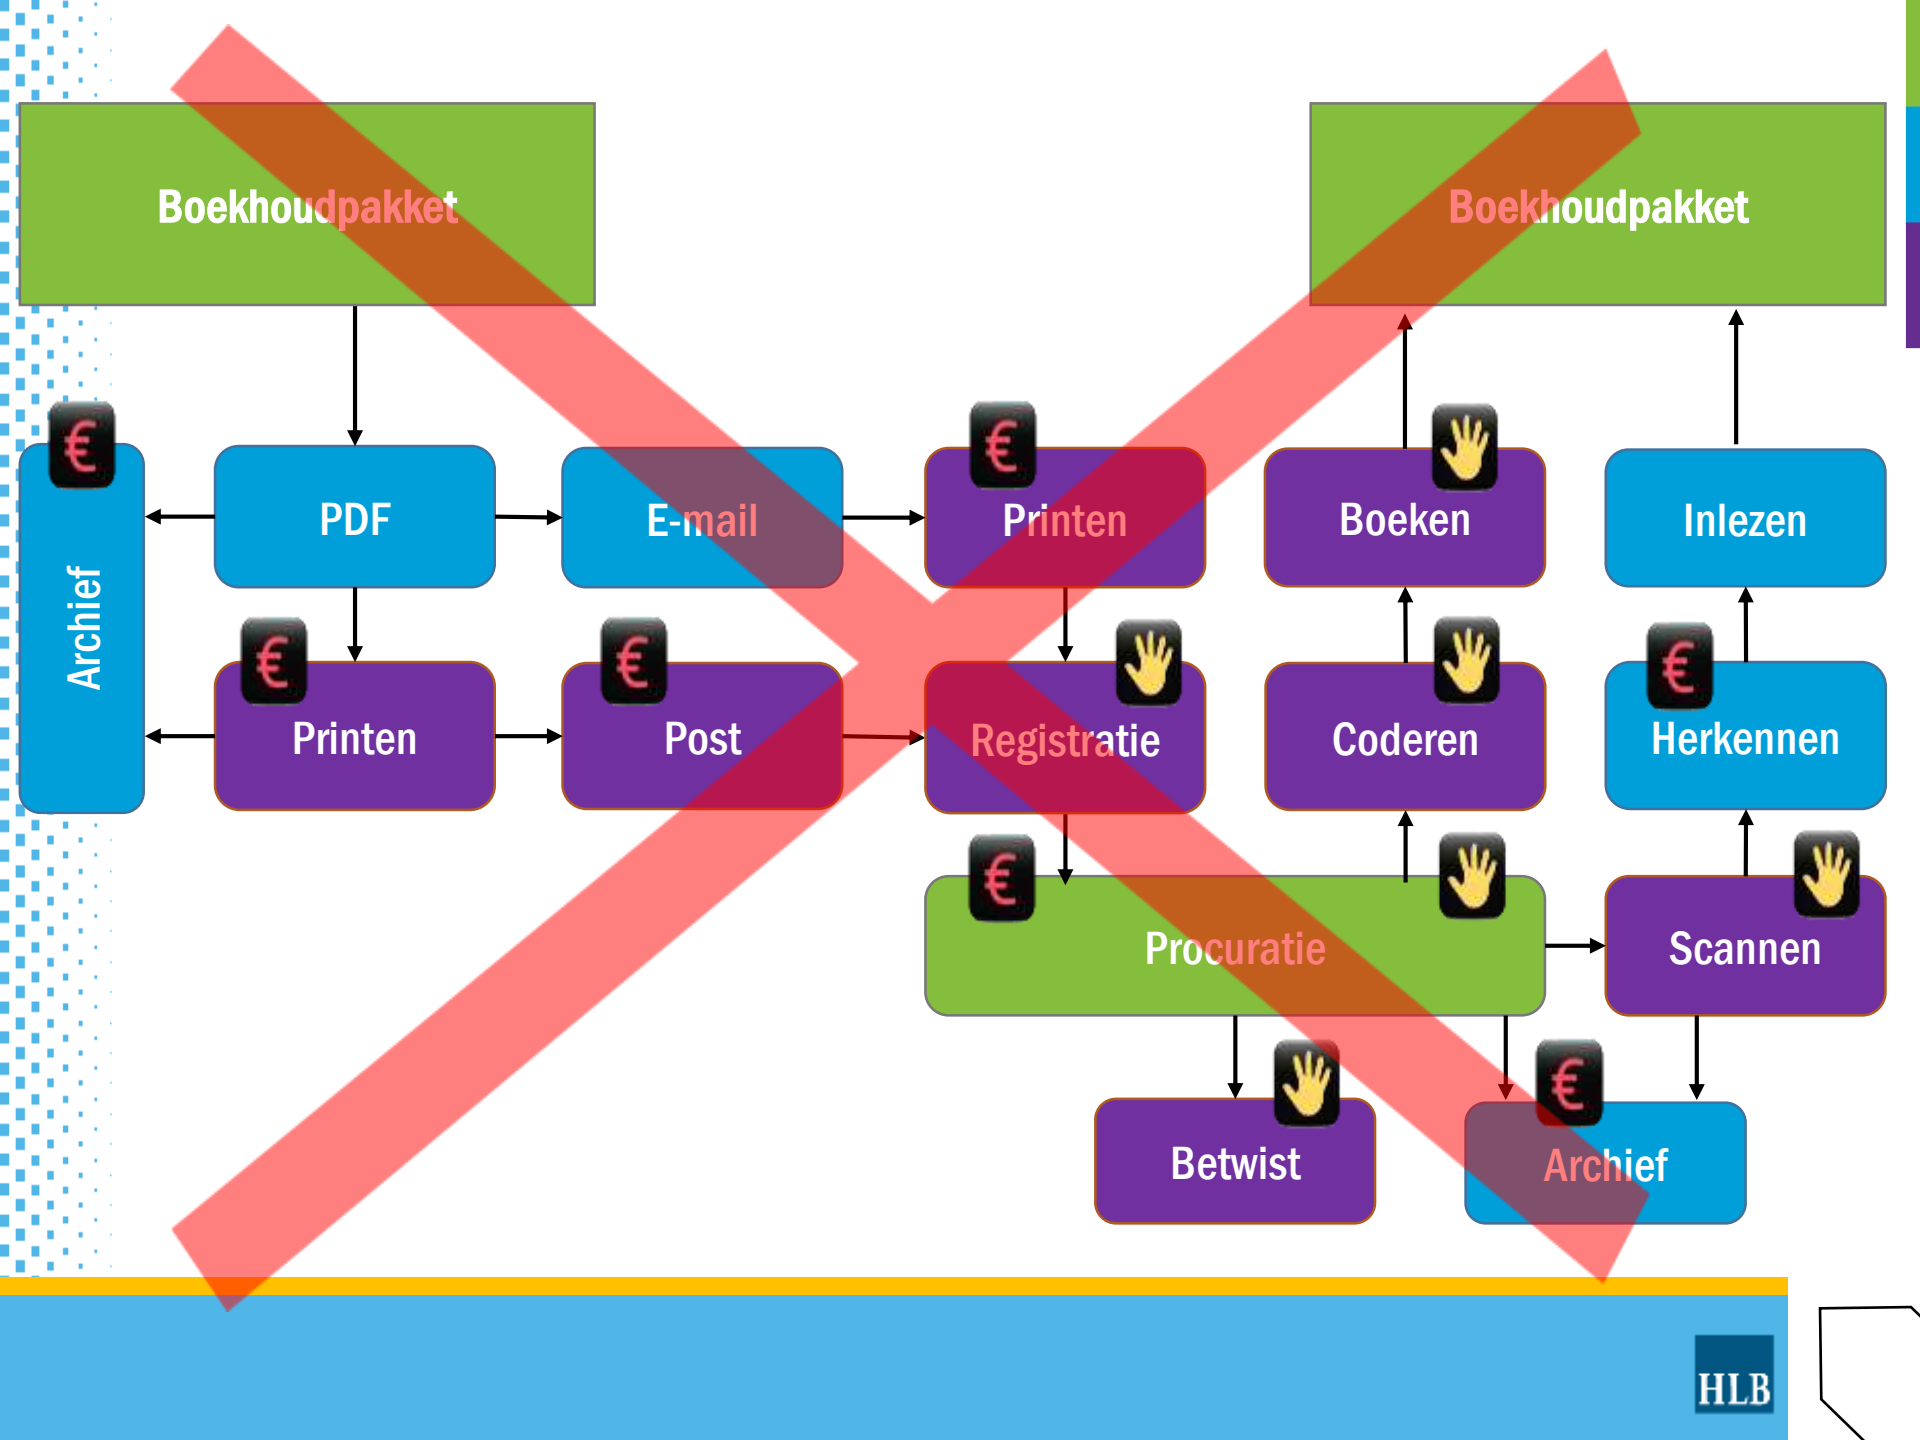 Boekhoudpakket
Boekhoudpakket
€
€
Archief
PDF
E-mail
Printen
Boeken
Inlezen
€
€
€
Printen
Post
Registratie
Coderen
Herkennen
€
Procuratie
Scannen
€
Betwist
Archief
HLB